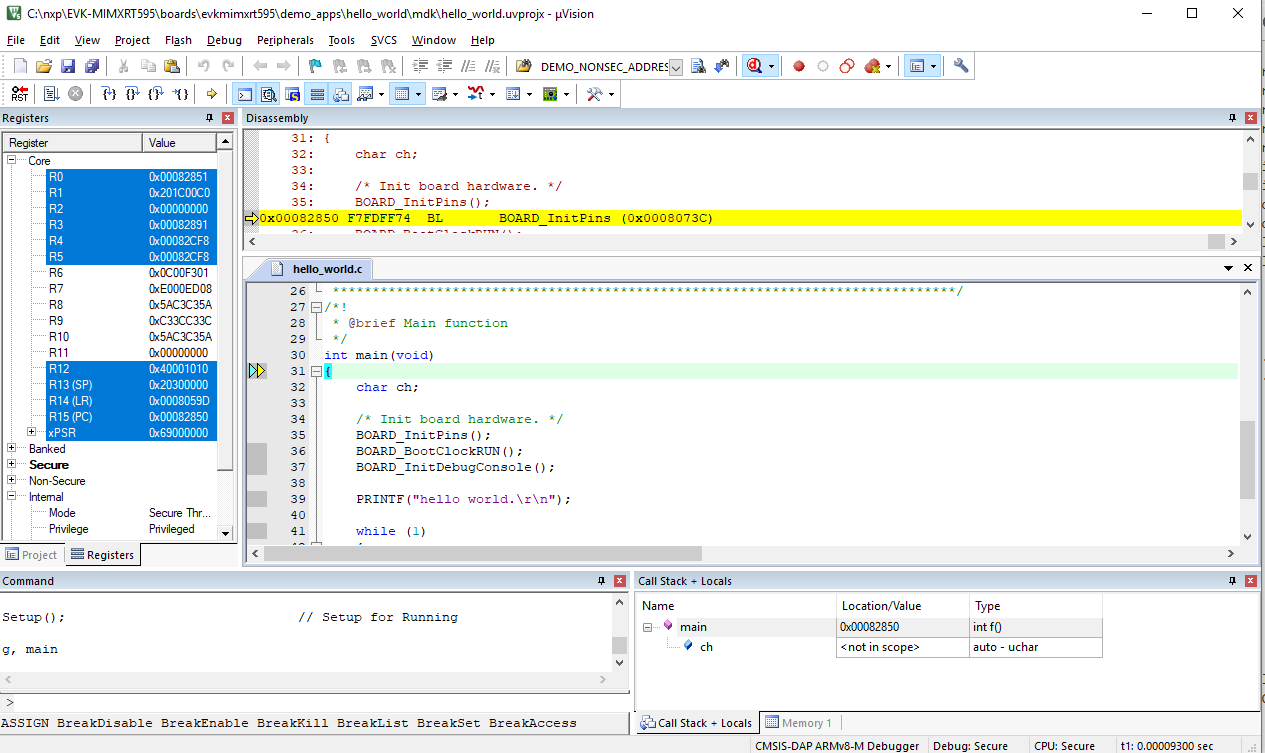 C:\nxp\EVK-MIMXRT595\boards\evkmimxrt595\demo_apps\hello_world\mdk\hello_world.uvprojx - µVision
File Edit View Project Flash Debug Peripherals Tools SVCS Window Help
DEMO_NONSEC_ADDRES
RST
Registers
Register Value
Core
R0 0x00082851
R1 0x201C00C0
R2 0x00000000
R3 0x00082891
R4 0x00082CF8
R5 0x00082CF8
R6 0x0C00F301
R7 0xE000ED08
R8 0x5AC3C35A
R9 0xC33CC33C
R10 0x5AC3C35A
R11 0x00000000
R12 0x40001010
R13 (SP) 0x20300000
R14 (LR) 0x0008059D
R15 (PC) 0x00082850
xPSR 0x69000000
Banked
Secure
Non-Secure
Internal
Mode Secure Thr...
Privilege Privileged
Project Registers
Disassembly
31: {
32: char ch;
33:
34: /* Init board hardware. */
35: BOARD_InitPins();
0x00082850 F7FDFF74 BL BOARD_InitPins (0x0008073C)
36: BOARD_BootClockRUN();
hello_world.c
26 ******************************************************************************/
27 /*!
28 * @brief Main function
29 */
30 int main(void)
31 {
32 char ch;
33
34 /* Init board hardware. */
35 BOARD_InitPins();
36 BOARD_BootClockRUN();
37 BOARD_InitDebugConsole();
38
39 PRINTF("hello world.\r\n");
40
41 while (1)
Command
Setup(); // Setup for Running
g, main
>
ASSIGN BreakDisable BreakEnable BreakKill BreakList BreakSet BreakAccess
Call Stack + Locals
Name Location/Value Type
main 0x00082850 int f()
ch <not in scope> auto - uchar
Call Stack + Locals Memory 1
CMSIS-DAP ARMv8-M Debugger Debug: Secure CPU: Secure t1: 0.00009300 sec